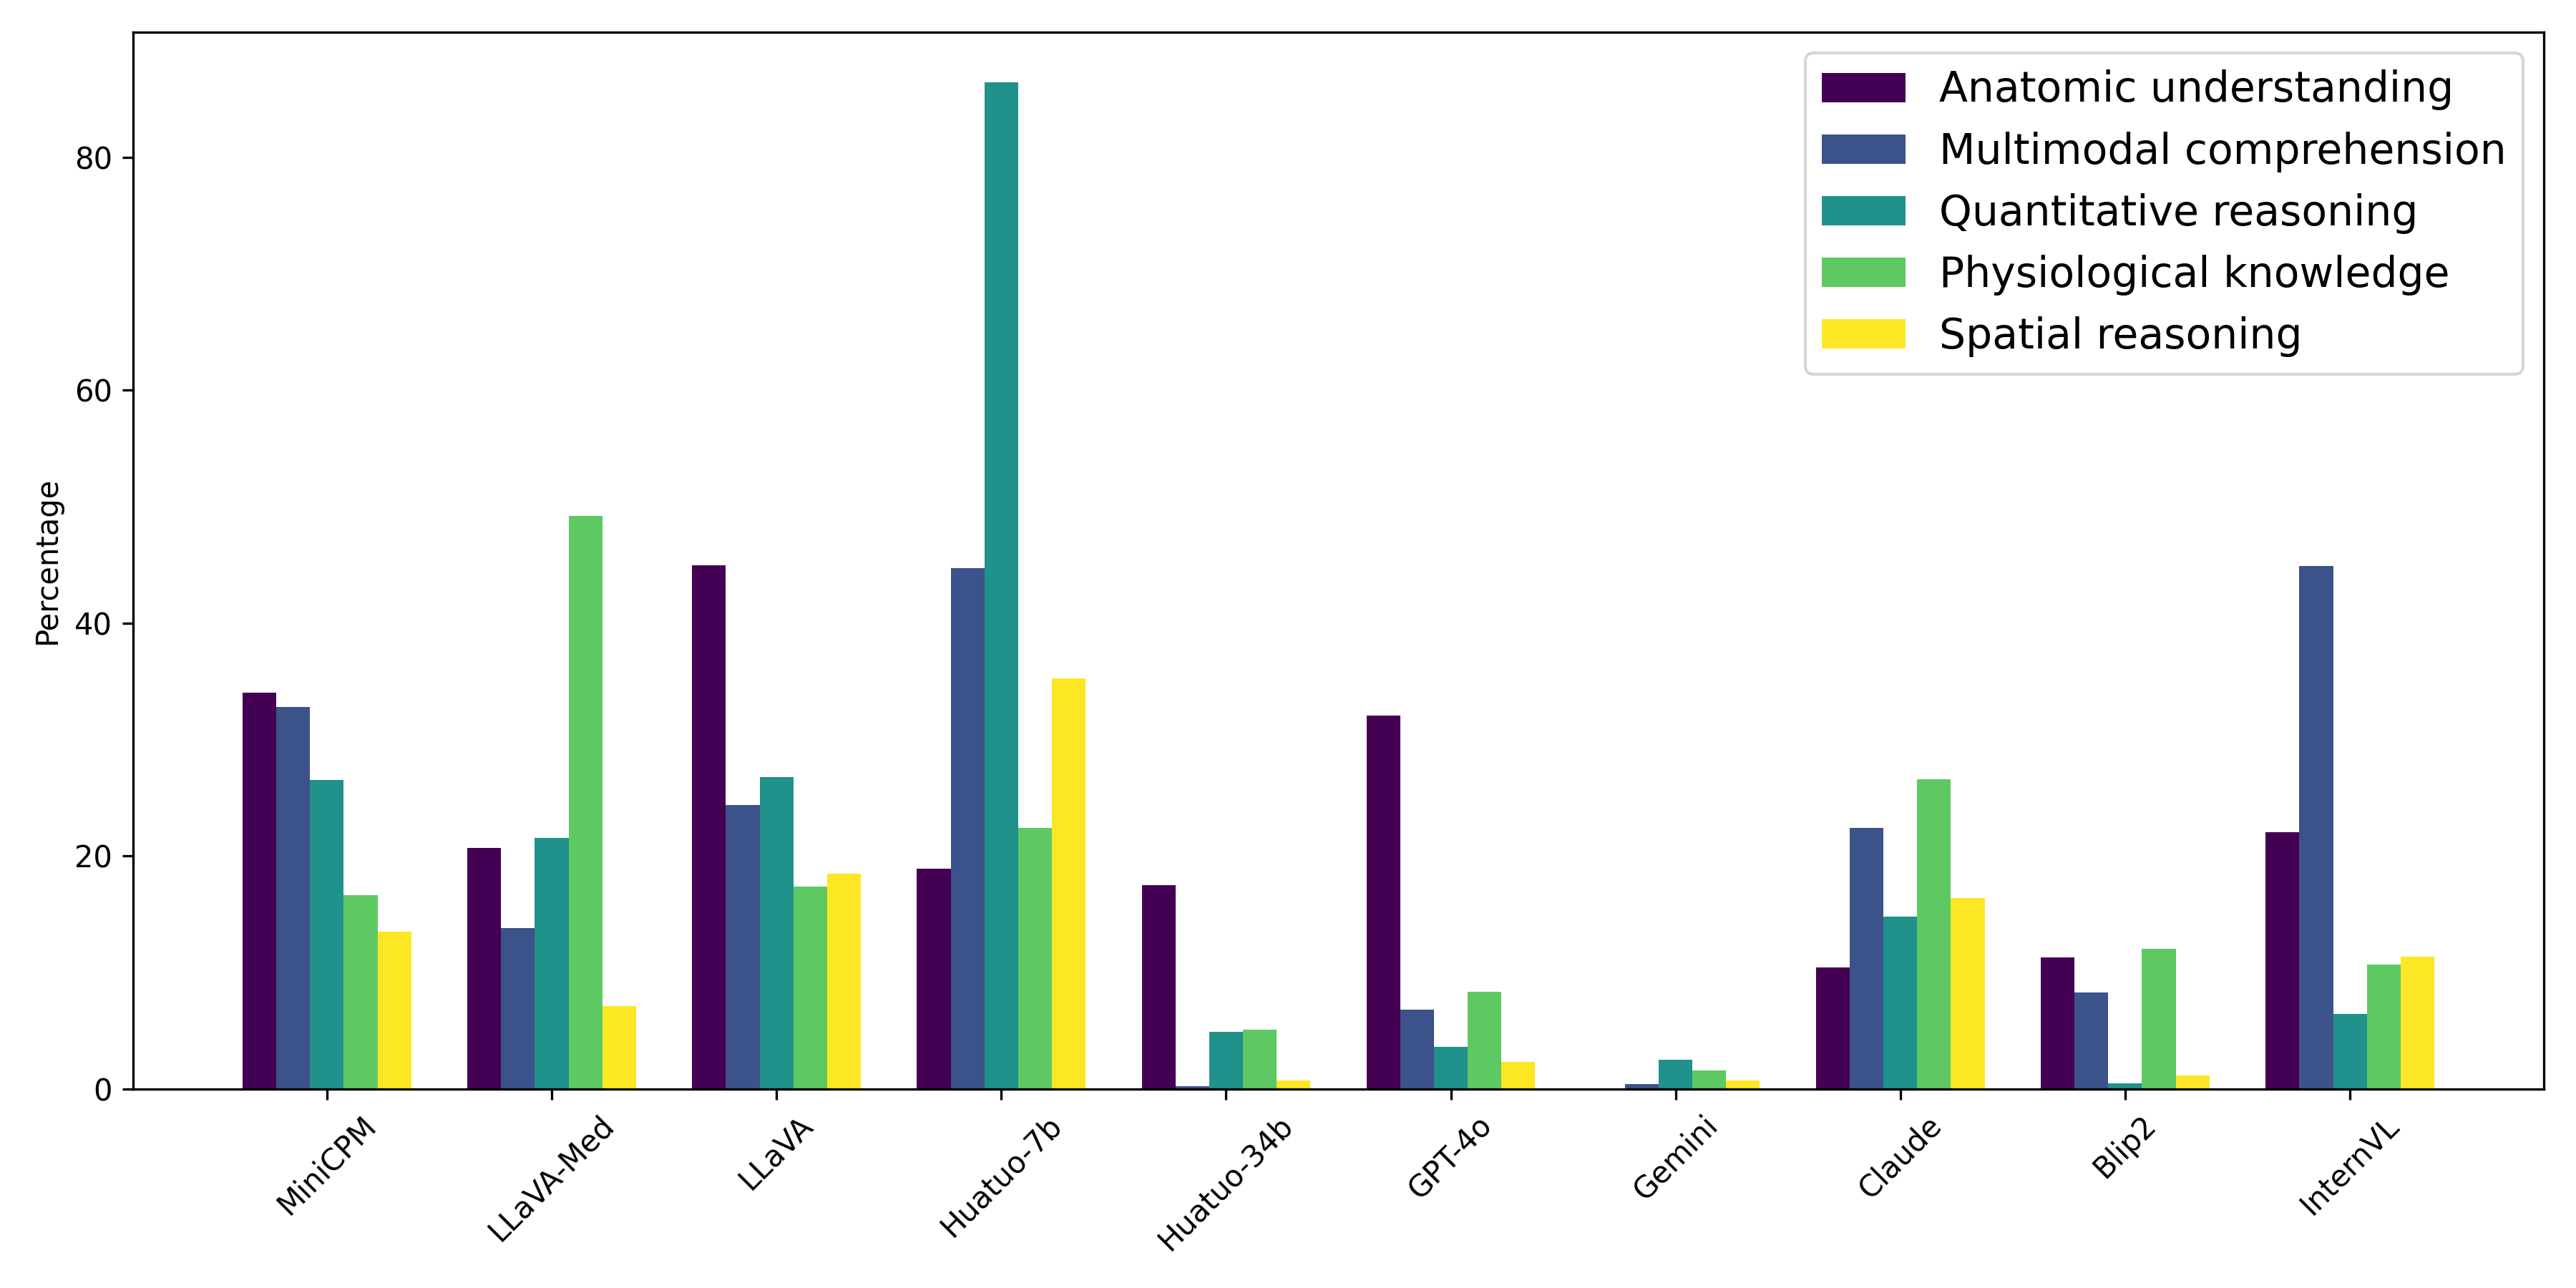 Anatomic understanding
Multimodal comprehension
Quantitative reasoning
Physiological knowledge
Spatial reasoning
Percentage
80
60
40
20
0
MiniCPM
LLaVA-Med
LLaVA
Huatuo-7b
Huatuo-34b
GPT-4o
Gemini
Claude
Blip2
InternVL